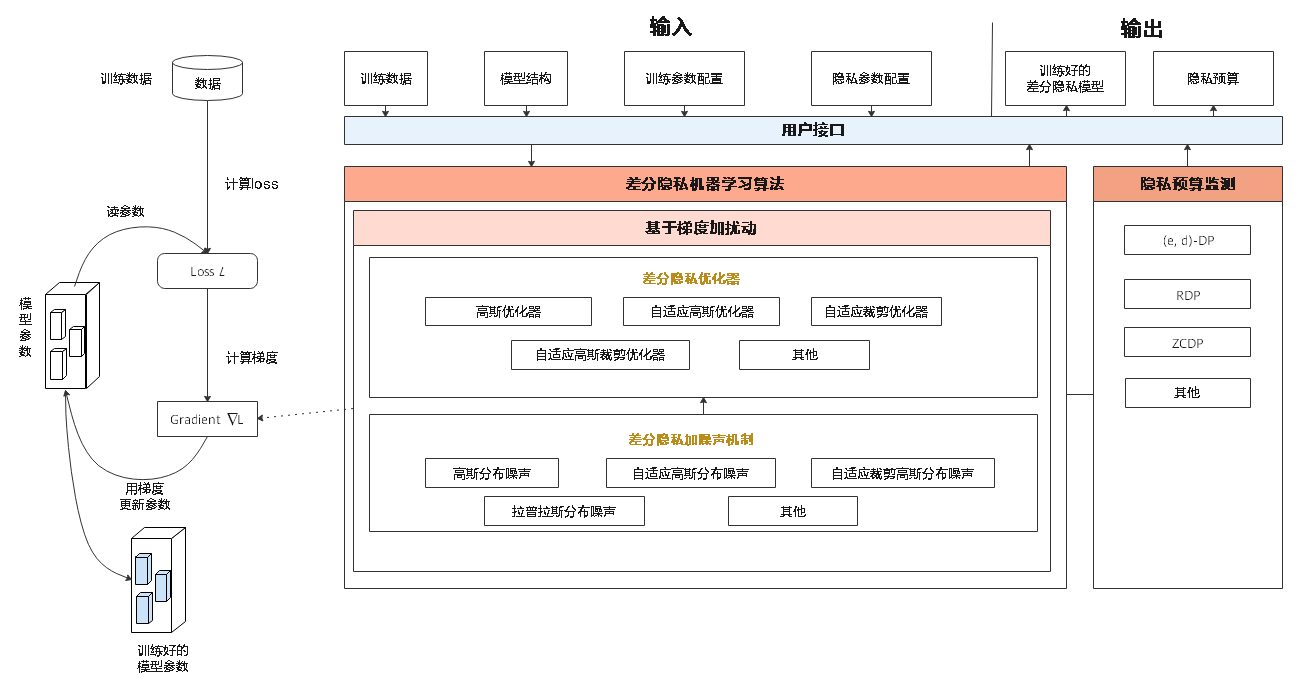 输入
输出
训练数据
数据
训练数据
模型结构
训练参数配置
隐私参数配置
训练好的
差分隐私模型
隐私预算
用户接口
计算loss
差分隐私机器学习算法
隐私预算监测
读参数
基于梯度加扰动
(e, d)-DP
Loss L
差分隐私优化器
RDP
模
型
参
数
高斯优化器
自适应高斯优化器
自适应裁剪优化器
ZCDP
计算梯度
自适应高斯裁剪优化器
其他
其他
Gradient ∇L
差分隐私加噪声机制
高斯分布噪声
自适应高斯分布噪声
自适应裁剪高斯分布噪声
用梯度
更新参数
拉普拉斯分布噪声
其他
训练好的
模型参数